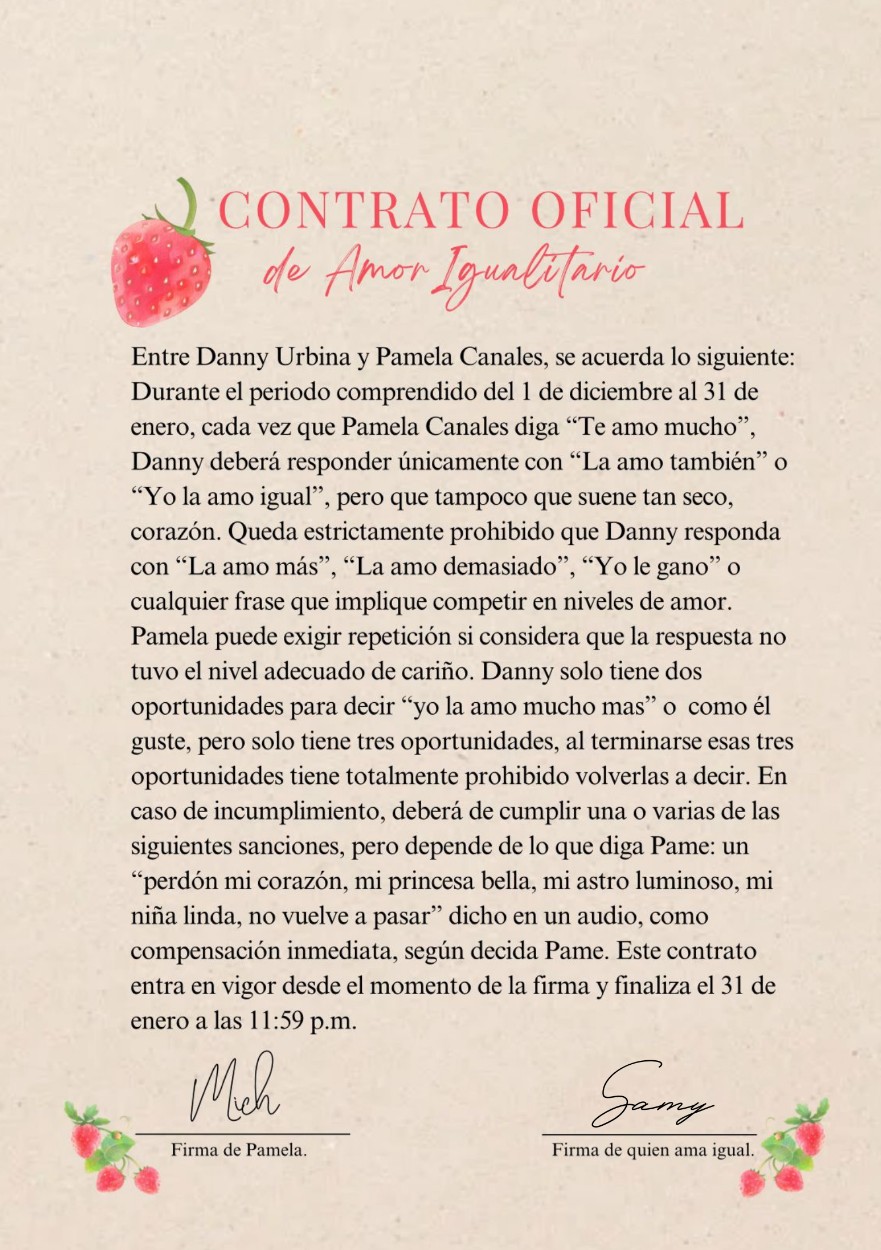 CONTRATO OFICIAL
de Amor Igualitario
Entre Danny Urbina y Pamela Canales, se acuerda lo siguiente:
Durante el periodo comprendido del 1 de diciembre al 31 de
enero, cada vez que Pamela Canales diga “Te amo mucho”,
Danny deberá responder únicamente con “La amo también” o
“Yo la amo igual”, pero que tampoco que suene tan seco,
corazón. Queda estrictamente prohibido que Danny responda
con “La amo más”, “La amo demasiado”, “Yo le gano” o
cualquier frase que implique competir en niveles de amor.
Pamela puede exigir repetición si considera que la respuesta no
tuvo el nivel adecuado de cariño. Danny solo tiene dos
oportunidades para decir “yo la amo mucho mas” o  como él
guste, pero solo tiene tres oportunidades, al terminarse esas tres
oportunidades tiene totalmente prohibido volverlas a decir. En
caso de incumplimiento, deberá de cumplir una o varias de las
siguientes sanciones, pero depende de lo que diga Pame: un
“perdón mi corazón, mi princesa bella, mi astro luminoso, mi
niña linda, no vuelve a pasar” dicho en un audio, como
compensación inmediata, según decida Pame. Este contrato
entra en vigor desde el momento de la firma y finaliza el 31 de
enero a las 11:59 p.m.
Mich
Samy
Firma de Pamela.
Firma de quien ama igual.